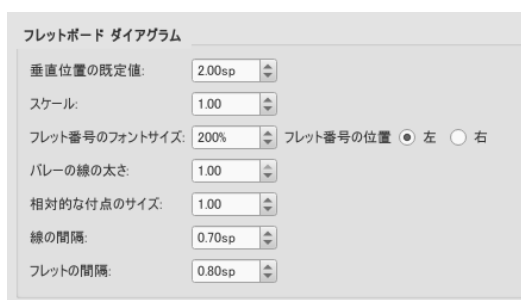 フレットボード ダイアグラム
垂直位置の既定値: 2.00sp
スケール: 1.00
フレット番号のフォントサイズ: 200% フレット番号の位置 左 右
バレーの線の太さ: 1.00
相対的な付点のサイズ: 1.00
線の間隔: 0.70sp
フレットの間隔: 0.80sp